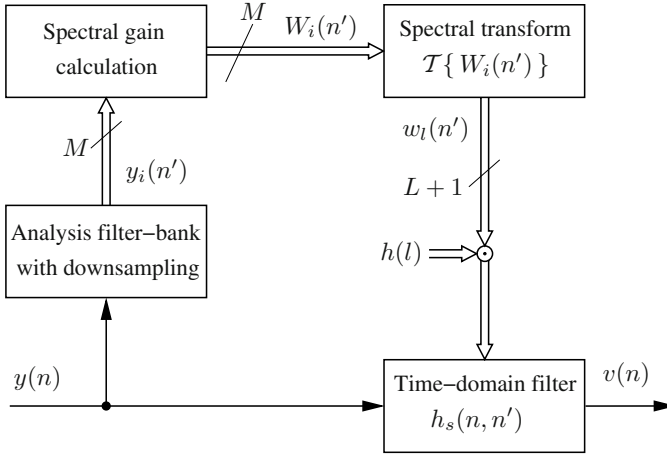 Spectral gain
calculation
M
W_i(n′)
Spectral transform
𝒯{ W_i(n′) }
M
y_i(n′)
w_l(n′)
L + 1
Analysis filter–bank
with downsampling
h(l)
y(n)
Time–domain filter
h_s(n, n′)
v(n)